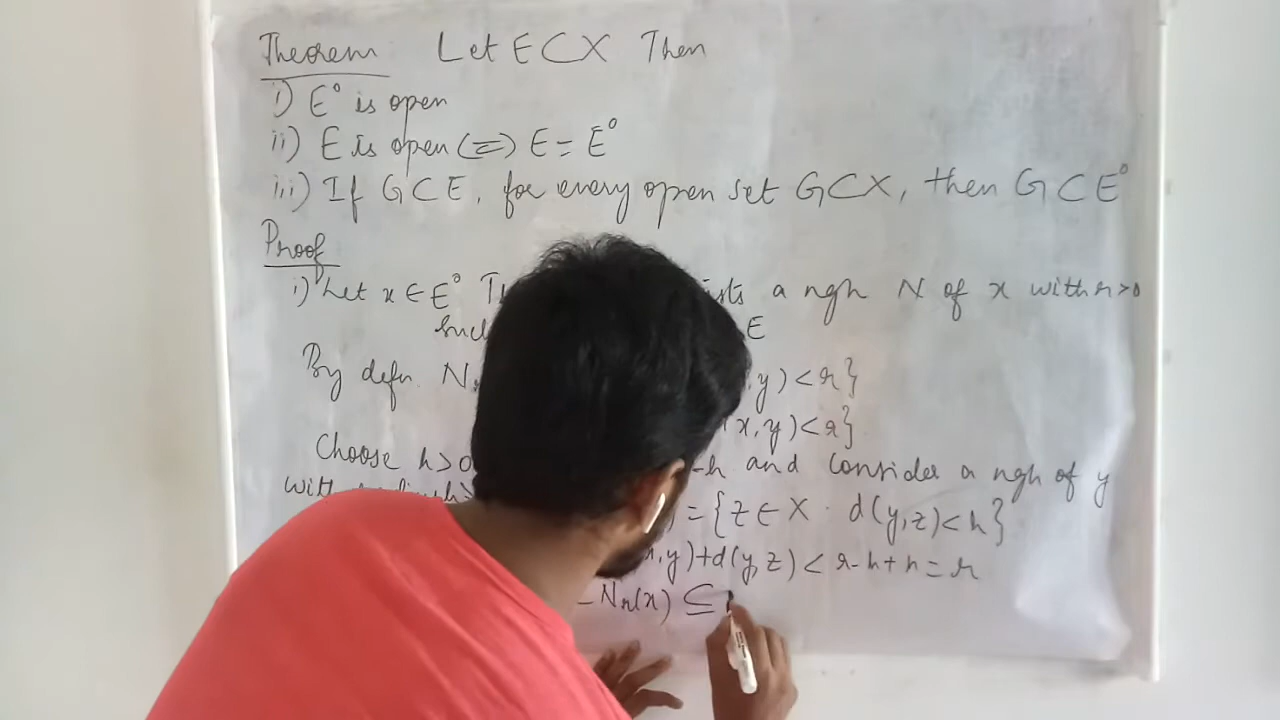 Theorem Let E ⊂ X Then
i) E° is open
ii) E is open (⇌) E = E°
iii) If G ⊂ E, for every open set G ⊂ X, then G ⊂ E°
Proof
i) Let x ∈ E° a ngh N of x with r>0
E
By defn. N y) < r}
x, y) < r}
Choose h>0 -h and consider a ngh of y
with = {z ∈ X · d(y,z) < h}
,y) + d(y,z) < r-h+h = r
Nr(x) ⊆